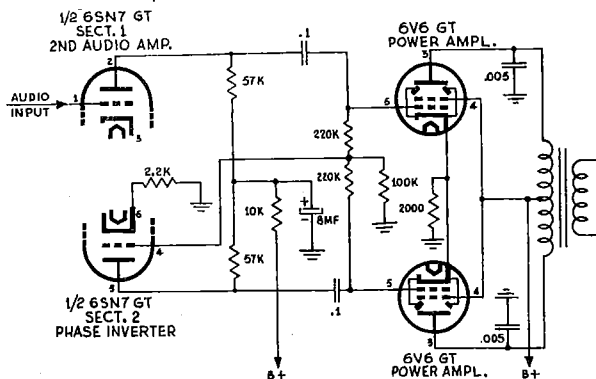 1/2 6SN7 GT
SECT. 1
2ND AUDIO AMP.
6V6 GT
POWER AMPL.
.1
2
3
.005
57K
AUDIO
INPUT
1
6
4
3
220K
220K
2.2K
6
100K
10K
+
-
8MF
2000
4
57K
5
.1
5
4
3
.005
1/2 6SN7 GT
SECT. 2
PHASE INVERTER
B+
6V6 GT
POWER AMPL.
B+